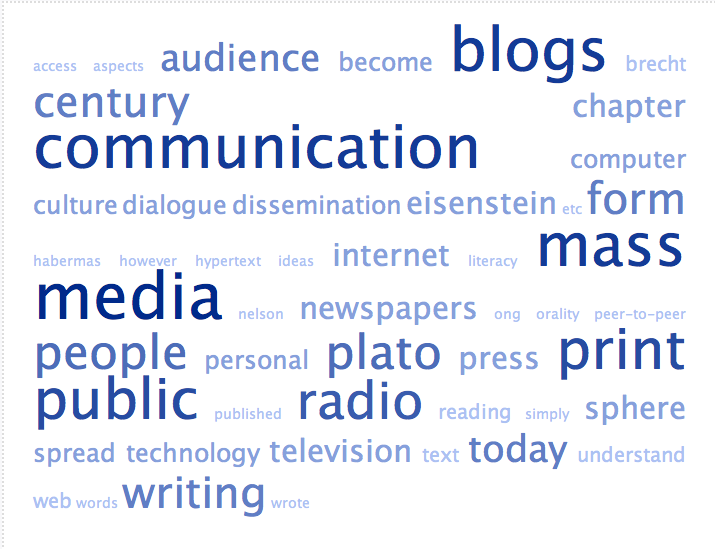 access aspects audience become blogs brecht
century chapter
communication computer
culture dialogue dissemination eisenstein etc form
habermas however hypertext ideas internet literacy mass
media nelson newspapers ong orality peer-to-peer
people personal plato press print
public published radio reading simply sphere
spread technology television text today understand
web words writing wrote